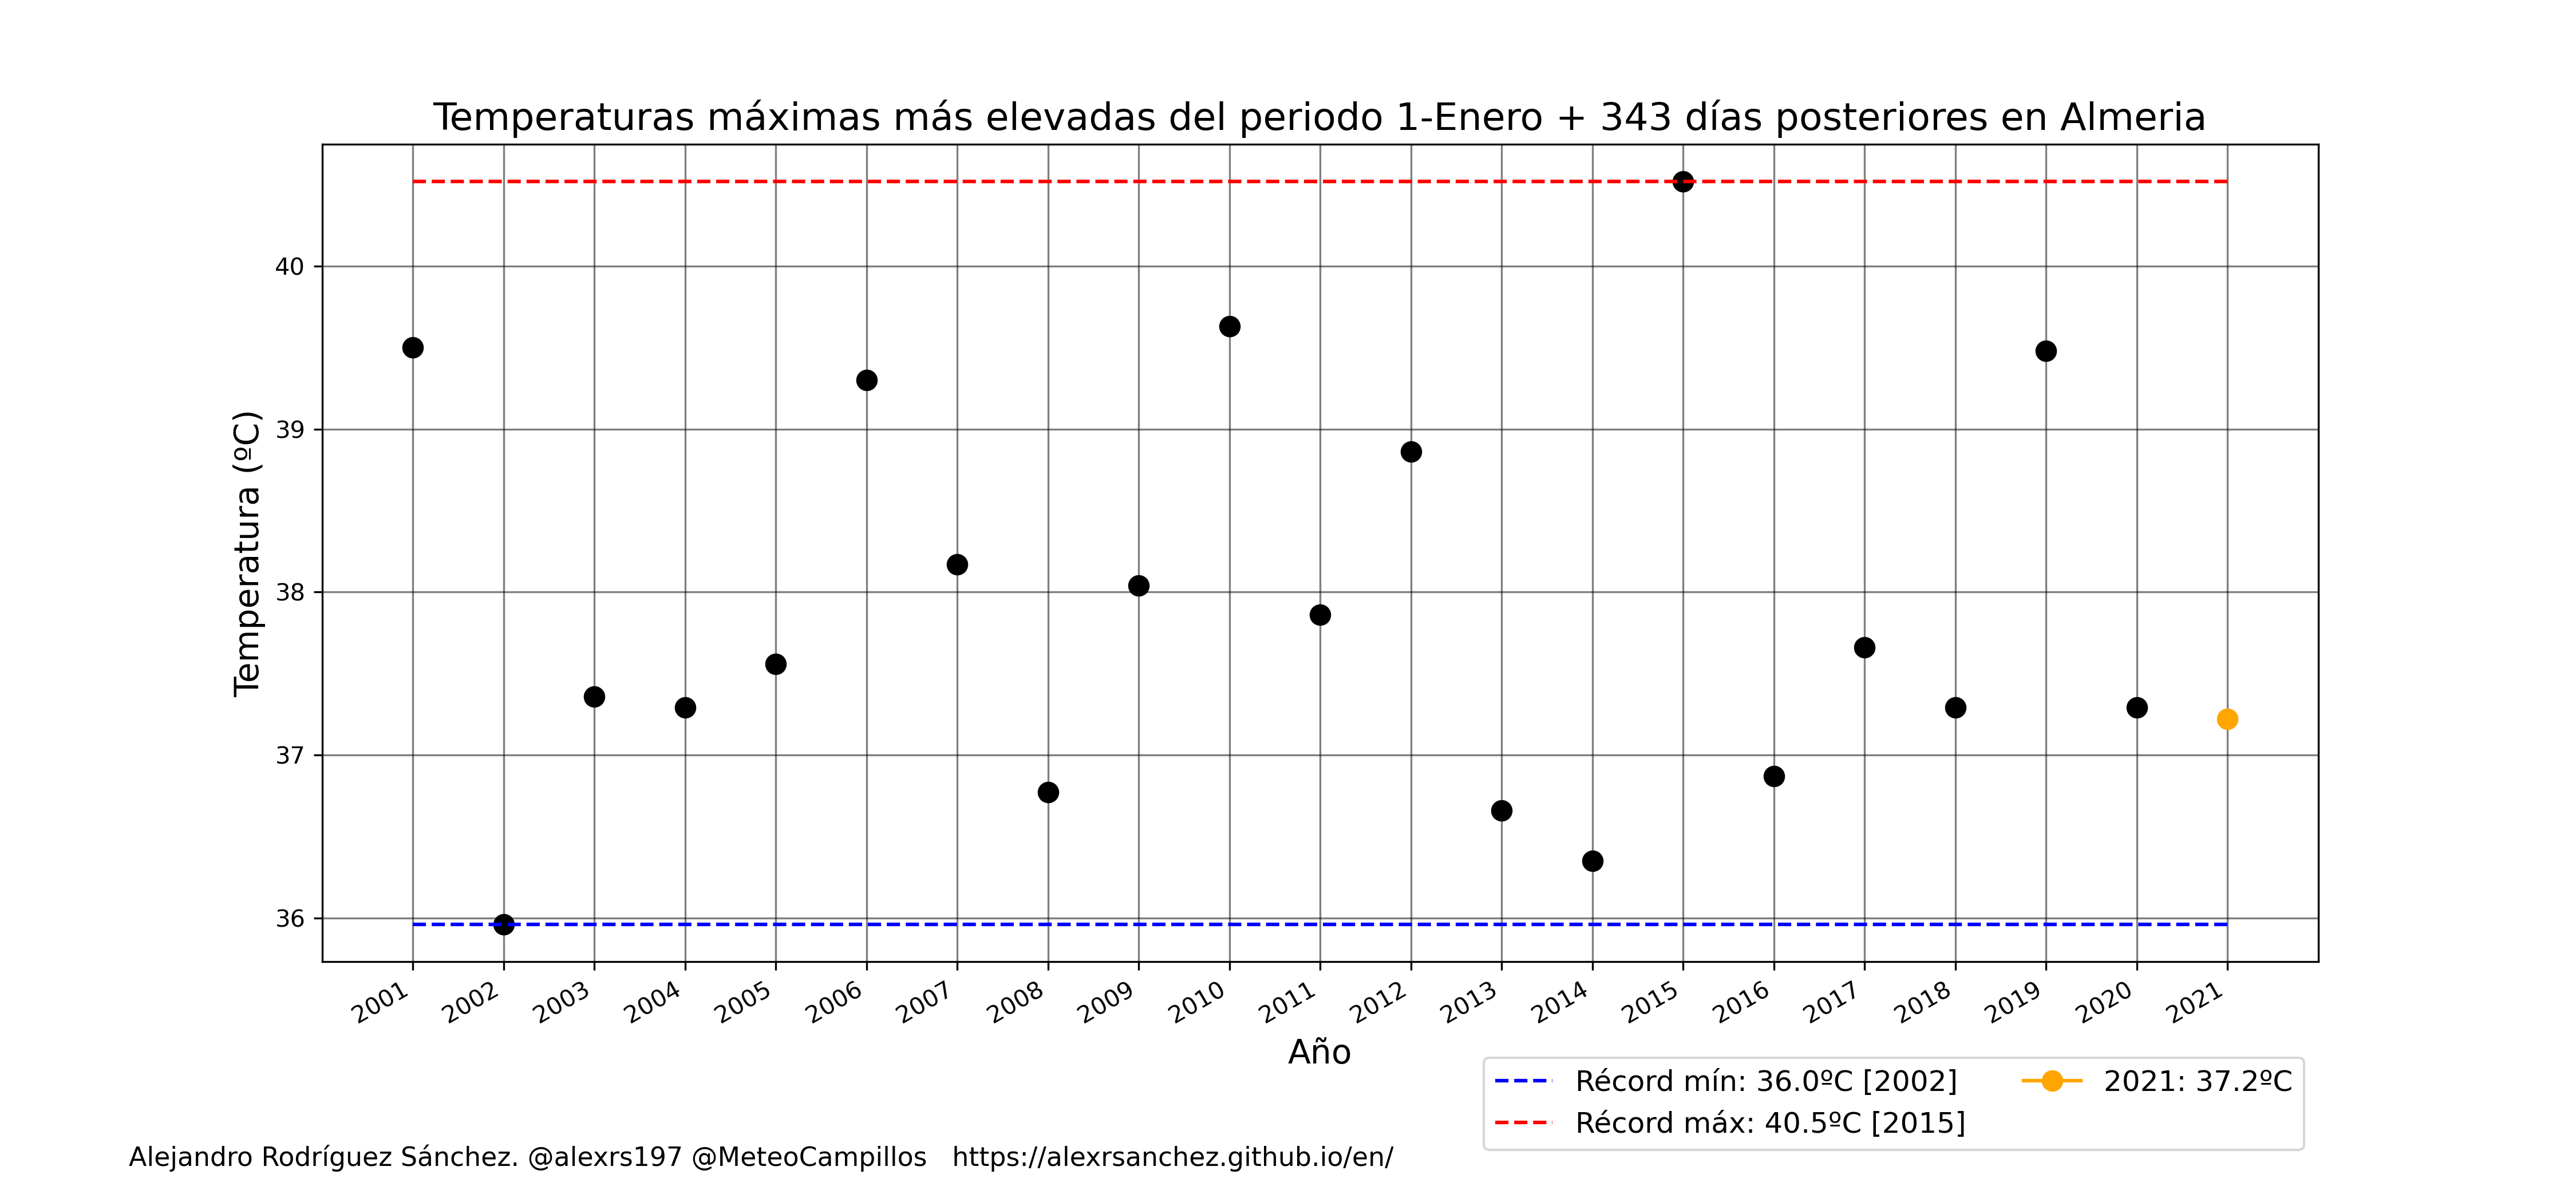 Temperaturas máximas más elevadas del periodo 1-Enero + 343 días posteriores en Almeria
Temperatura (ºC)
40
39
38
37
36
2001 2002 2003 2004 2005 2006 2007 2008 2009 2010 2011 2012 2013 2014 2015 2016 2017 2018 2019 2020 2021
Año
Récord mín: 36.0ºC [2002]
Récord máx: 40.5ºC [2015]
2021: 37.2ºC
Alejandro Rodríguez Sánchez. @alexrs197 @MeteoCampillos https://alexrsanchez.github.io/en/